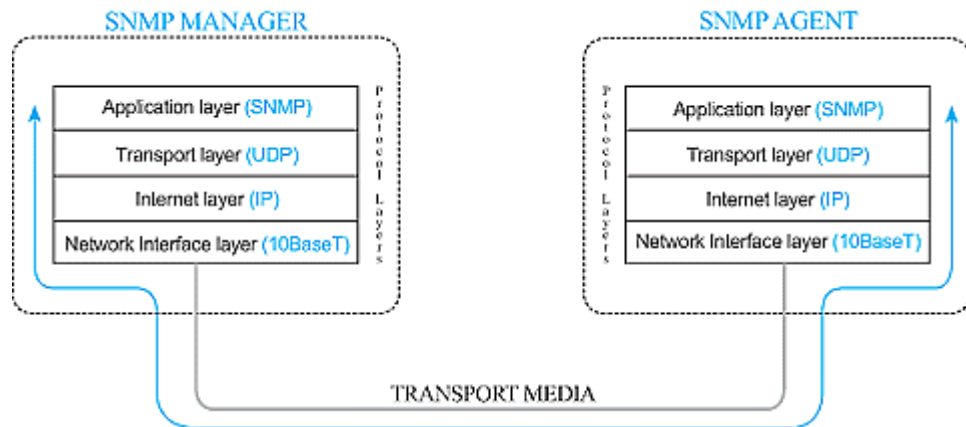 SNMP MANAGER
Application layer (SNMP)
Transport layer (UDP)
Internet layer (IP)
Network Interface layer (10BaseT)
Protocol Layers
SNMP AGENT
Protocol Layers
Application layer (SNMP)
Transport layer (UDP)
Internet layer (IP)
Network Interface layer (10BaseT)
TRANSPORT MEDIA